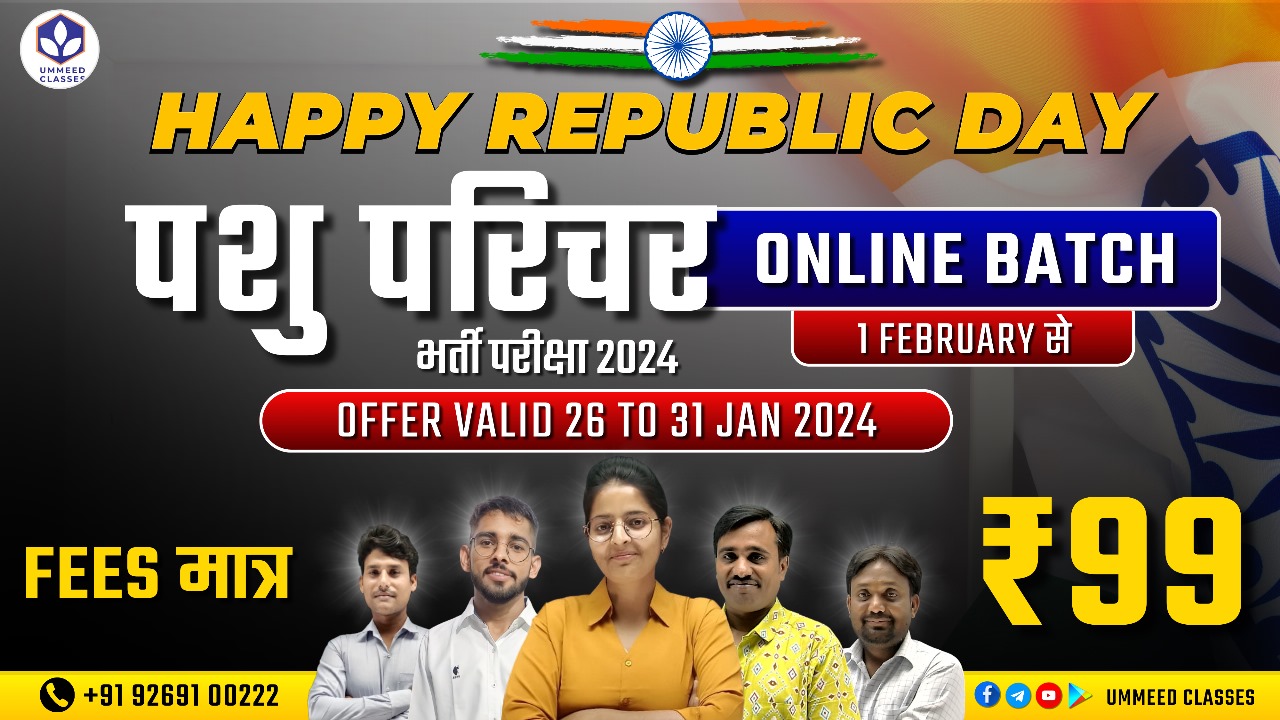 UMMEED
CLASSES
HAPPY REPUBLIC DAY
पशु परिचर
ONLINE BATCH
1 FEBRUARY से
भर्ती परीक्षा 2024
OFFER VALID 26 TO 31 JAN 2024
FEES मात्र
₹99
+91 92691 00222
UMMEED CLASSES